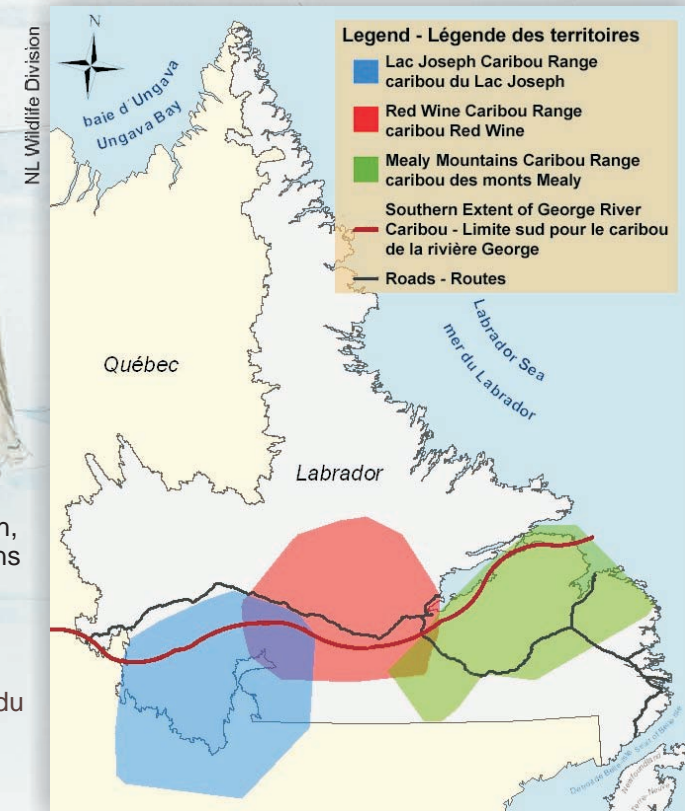 NL Wildlife Division
N
baie d'Ungava
Ungava Bay
Legend - Légende des territoires
Lac Joseph Caribou Range
caribou du Lac Joseph
Red Wine Caribou Range
caribou Red Wine
Mealy Mountains Caribou Range
caribou des monts Mealy
Southern Extent of George River
Caribou - Limite sud pour le caribou
de la rivière George
Roads - Routes
Labrador Sea
mer du Labrador
Québec
Labrador
n,
ns
du
Newfoundland
Terre-Neuve